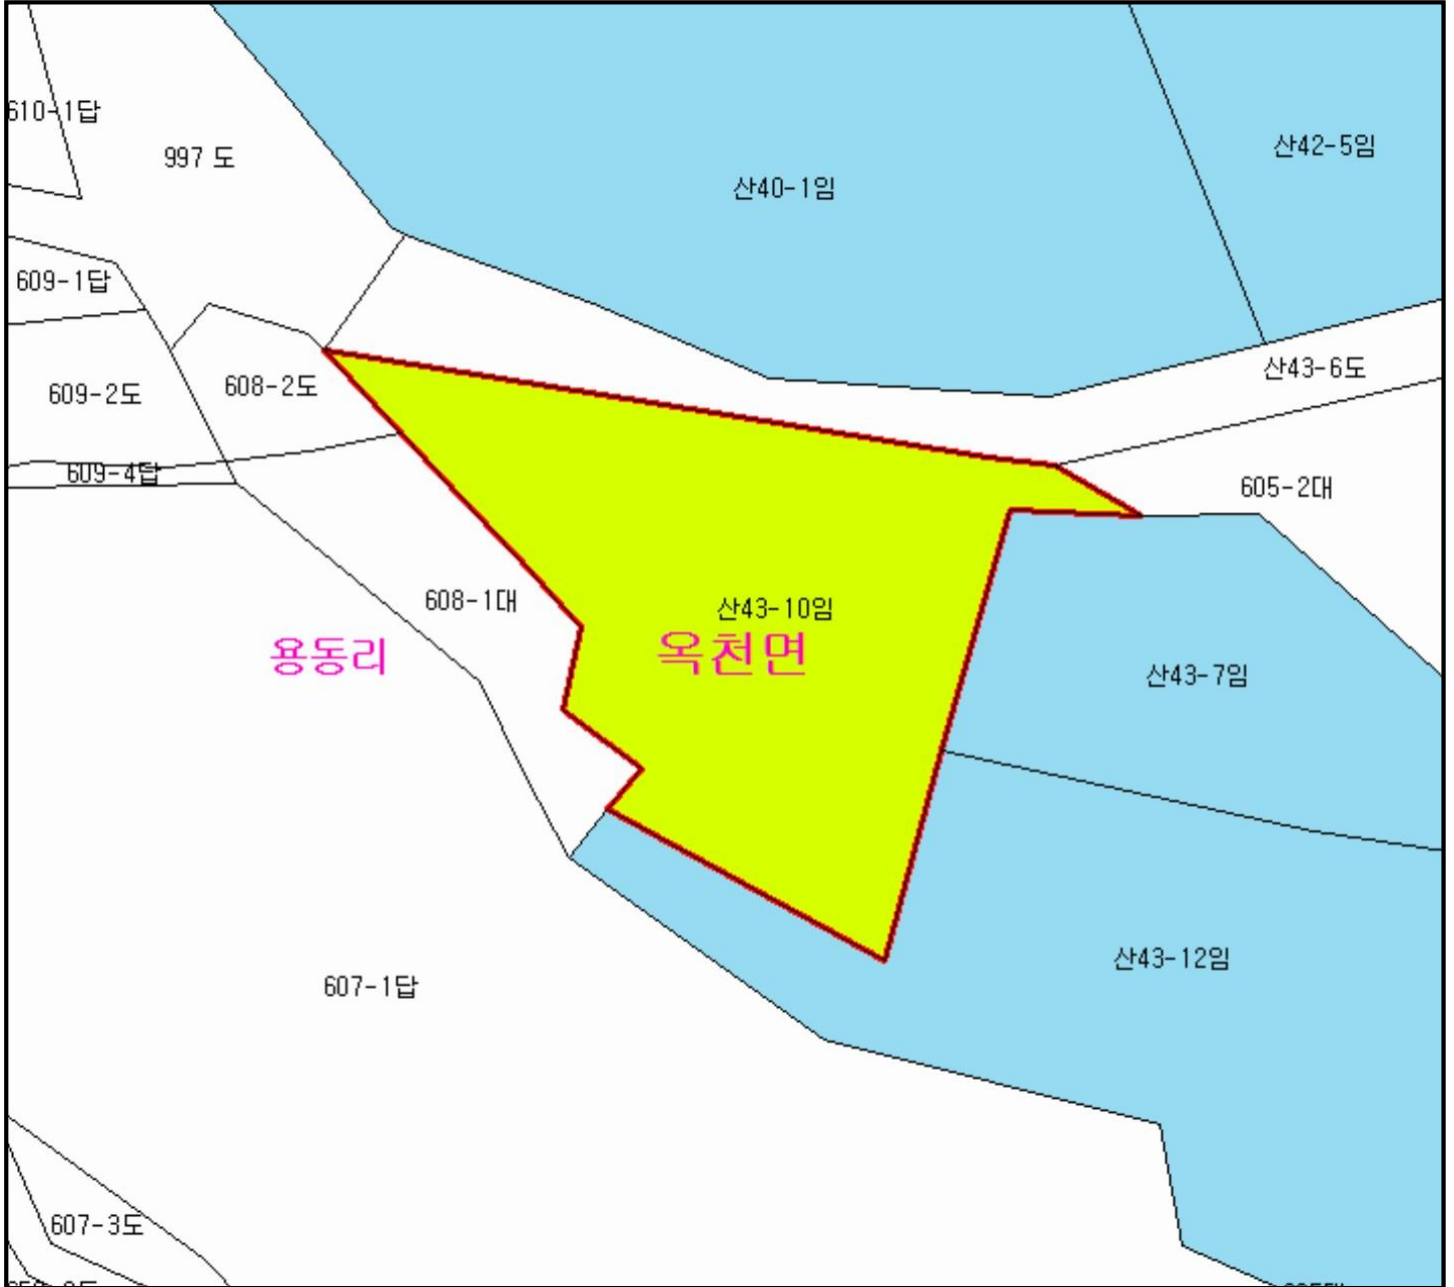 610-1답
산42-5임
997 도
산40-1임
609-1답
산43-6도
608-2도
609-2도
609-4답
605-2대
608-1대
산43-10임
용동리
옥천면
산43-7임
산43-12임
607-1답
607-3도